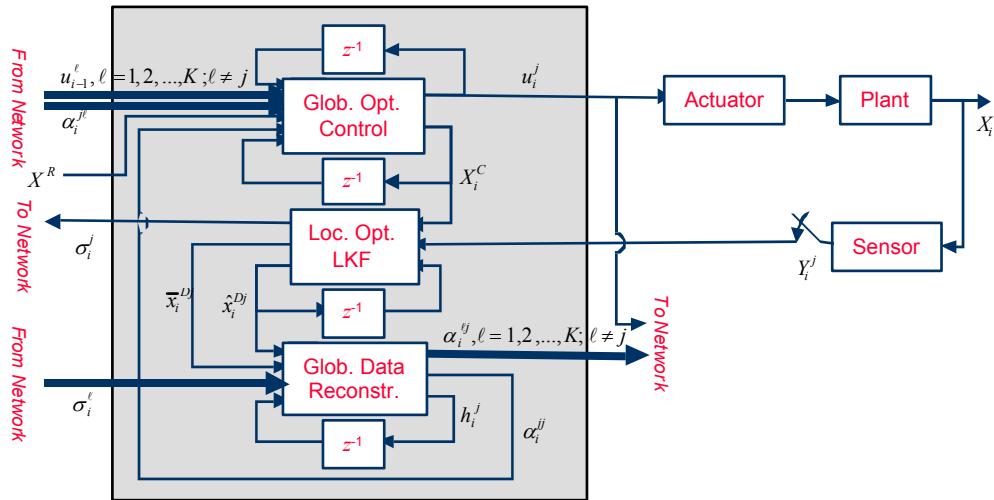 From Network
u_{i-1}^{ℓ}, ℓ = 1,2, ..., K ; ℓ ≠ j
α_i^{jℓ}
X^R
z^{-1}
Glob. Opt.
Control
z^{-1}
u_i^j
X_i^C
Actuator
Plant
X_i
To Network
σ_i^j
Loc. Opt.
LKF
z^{-1}
x̅_i^{Dj}
x̂_i^{Dj}
Y_i^j
Sensor
From Network
σ_i^ℓ
Glob. Data
Reconstr.
z^{-1}
α_i^{ℓj}, ℓ = 1,2, ..., K; ℓ ≠ j
h_i^j
α_i^{jj}
To Network